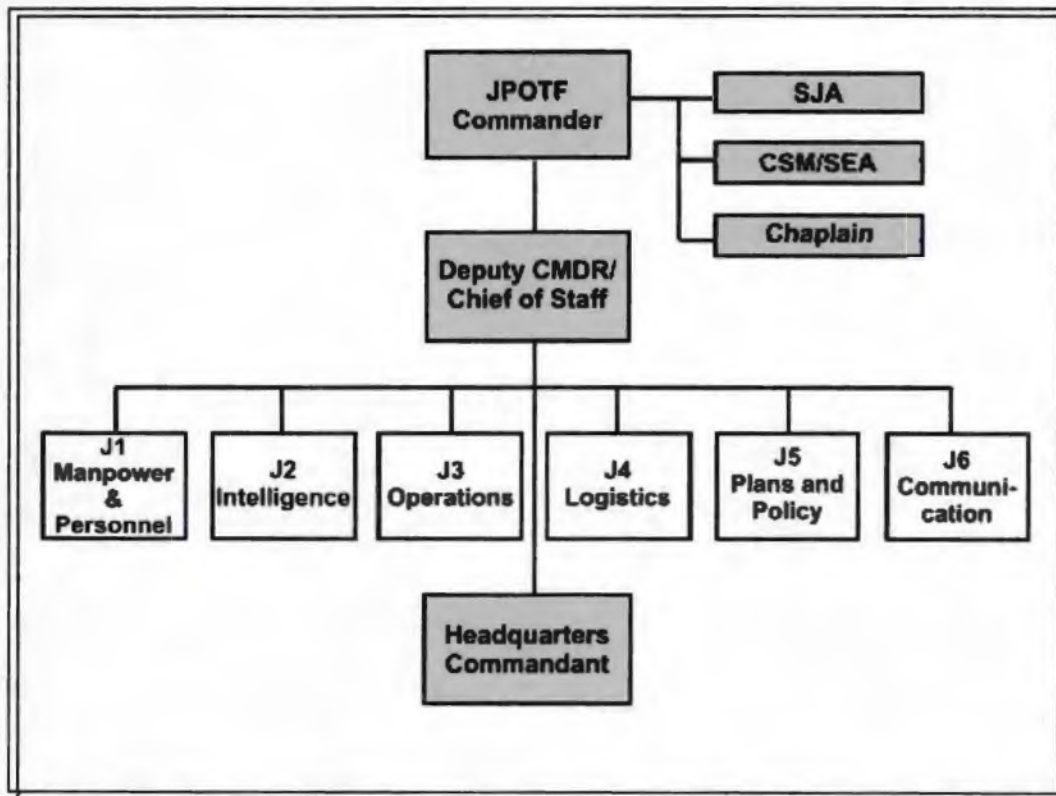 JPOTF
Commander
SJA
CSM/SEA
Chaplain
Deputy CMDR/
Chief of Staff
J1
Manpower
&
Personnel
J2
Intelligence
J3
Operations
J4
Logistics
J5
Plans and
Policy
J6
Communi-
cation
Headquarters
Commandant